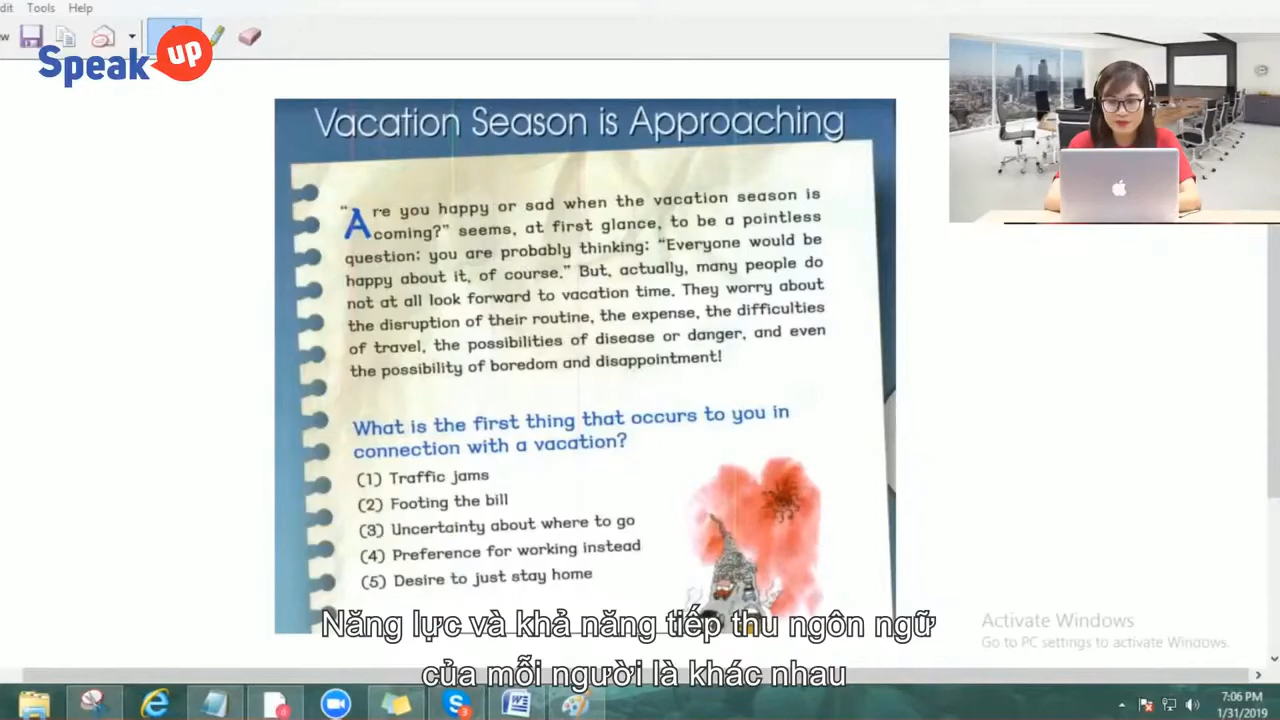 dit Tools Help
Speak up
Vacation Season is Approaching
"Are you happy or sad when the vacation season is
coming?" seems, at first glance, to be a pointless
question; you are probably thinking: "Everyone would be
happy about it, of course." But, actually, many people do
not at all look forward to vacation time. They worry about
the disruption of their routine, the expense, the difficulties
of travel, the possibilities of disease or danger, and even
the possibility of boredom and disappointment!
What is the first thing that occurs to you in
connection with a vacation?
(1) Traffic jams
(2) Footing the bill
(3) Uncertainty about where to go
(4) Preference for working instead
(5) Desire to just stay home
Năng lực và khả năng tiếp thu ngôn ngữ
của mỗi người là khác nhau
Activate Windows
Go to PC settings to activate Windows.
7:06 PM
1/31/2019